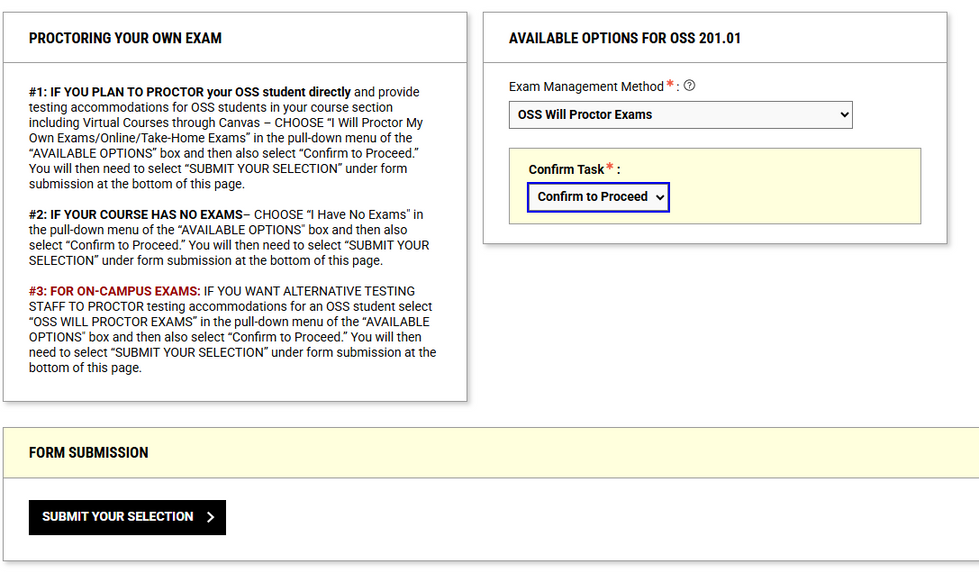 PROCTORING YOUR OWN EXAM
#1: IF YOU PLAN TO PROCTOR your OSS student directly and provide
testing accommodations for OSS students in your course section
including Virtual Courses through Canvas – CHOOSE “I Will Proctor My
Own Exams/Online/Take-Home Exams” in the pull-down menu of the
“AVAILABLE OPTIONS” box and then also select “Confirm to Proceed.”
You will then need to select “SUBMIT YOUR SELECTION” under form
submission at the bottom of this page.
#2: IF YOUR COURSE HAS NO EXAMS– CHOOSE “I Have No Exams" in
the pull-down menu of the “AVAILABLE OPTIONS" box and then also
select “Confirm to Proceed.” You will then need to select “SUBMIT YOUR
SELECTION” under form submission at the bottom of this page.
#3: FOR ON-CAMPUS EXAMS: IF YOU WANT ALTERNATIVE TESTING
STAFF TO PROCTOR testing accommodations for an OSS student select
“OSS WILL PROCTOR EXAMS” in the pull-down menu of the “AVAILABLE
OPTIONS" box and then also select “Confirm to Proceed.” You will then
need to select “SUBMIT YOUR SELECTION” under form submission at the
bottom of this page.
AVAILABLE OPTIONS FOR OSS 201.01
Exam Management Method * : ?
OSS Will Proctor Exams
Confirm Task * :
Confirm to Proceed
FORM SUBMISSION
SUBMIT YOUR SELECTION